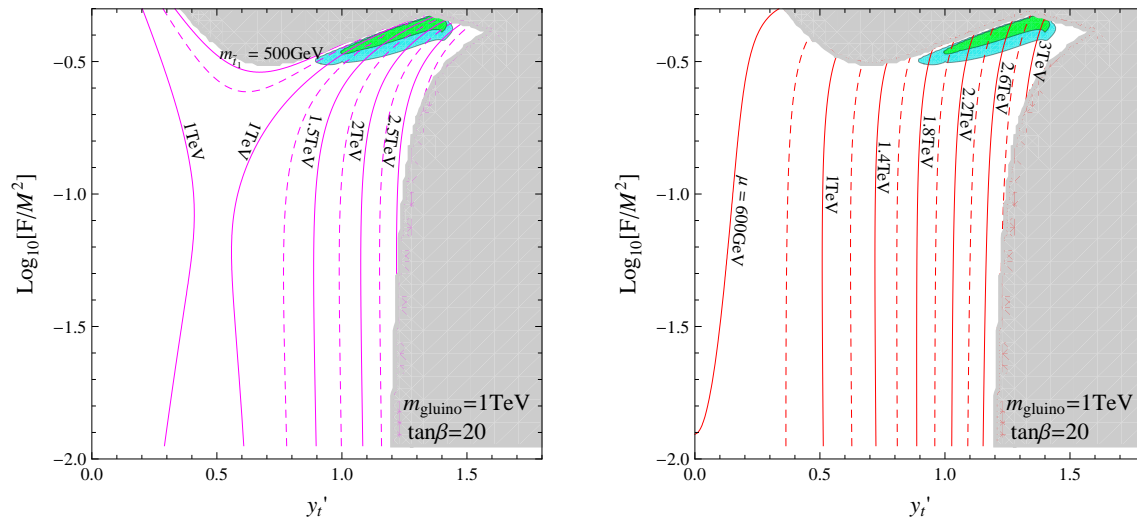 -0.5
-1.0
-1.5
-2.0
0.0
0.5
1.0
1.5
Log₁₀[F/M²]
yₜ'
m_t̃₁ = 500GeV
1TeV
1TeV
1.5TeV
2TeV
2.5TeV
m_gluino=1TeV
tanβ=20
-0.5
-1.0
-1.5
-2.0
0.0
0.5
1.0
1.5
Log₁₀[F/M²]
yₜ'
μ = 600GeV
1TeV
1.4TeV
1.8TeV
2.2TeV
2.6TeV
3TeV
m_gluino=1TeV
tanβ=20